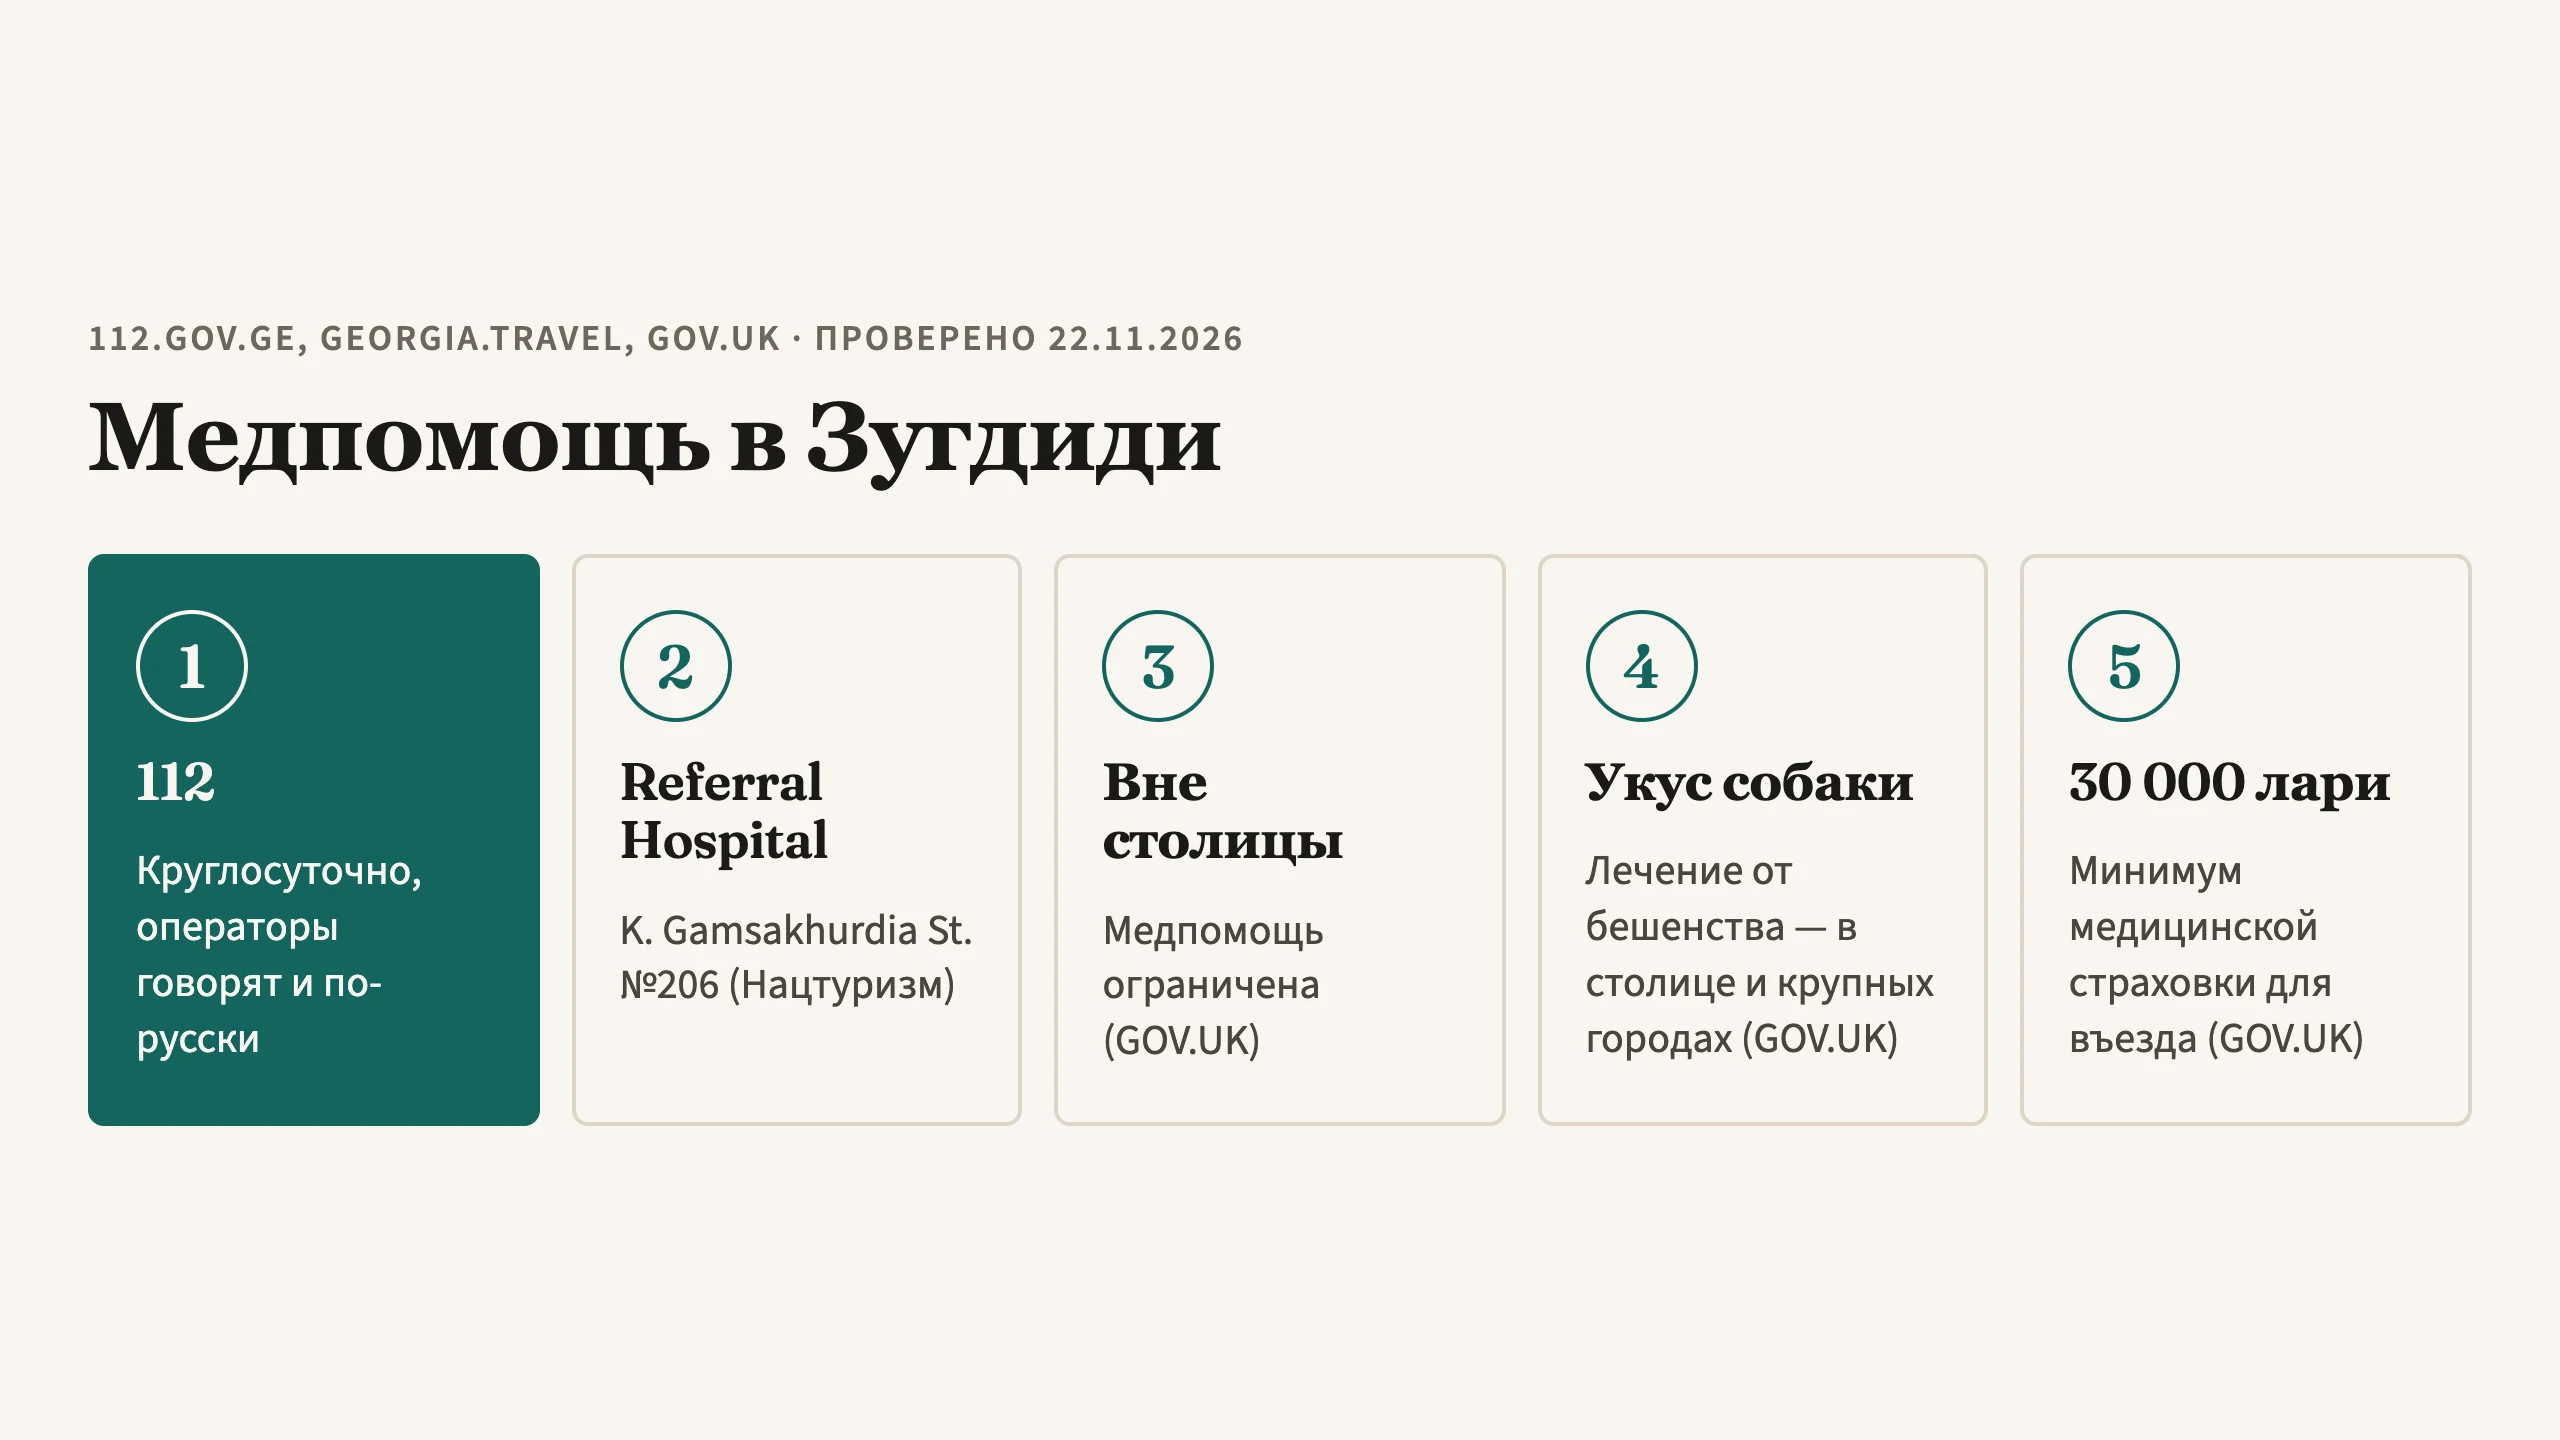 112.GOV.GE, GEORGIA.TRAVEL, GOV.UK · ПРОВЕРЕНО 22.11.2026
Медпомощь в Зугдиди
1
112
Круглосуточно,
операторы
говорят и по-
русски
2
Referral
Hospital
K. Gamsakhurdia St.
№206 (Нацтуризм)
3
Вне
столицы
Медпомощь
ограничена
(GOV.UK)
4
Укус собаки
Лечение от
бешенства — в
столице и крупных
городах (GOV.UK)
5
30 000 лари
Минимум
медицинской
страховки для
въезда (GOV.UK)